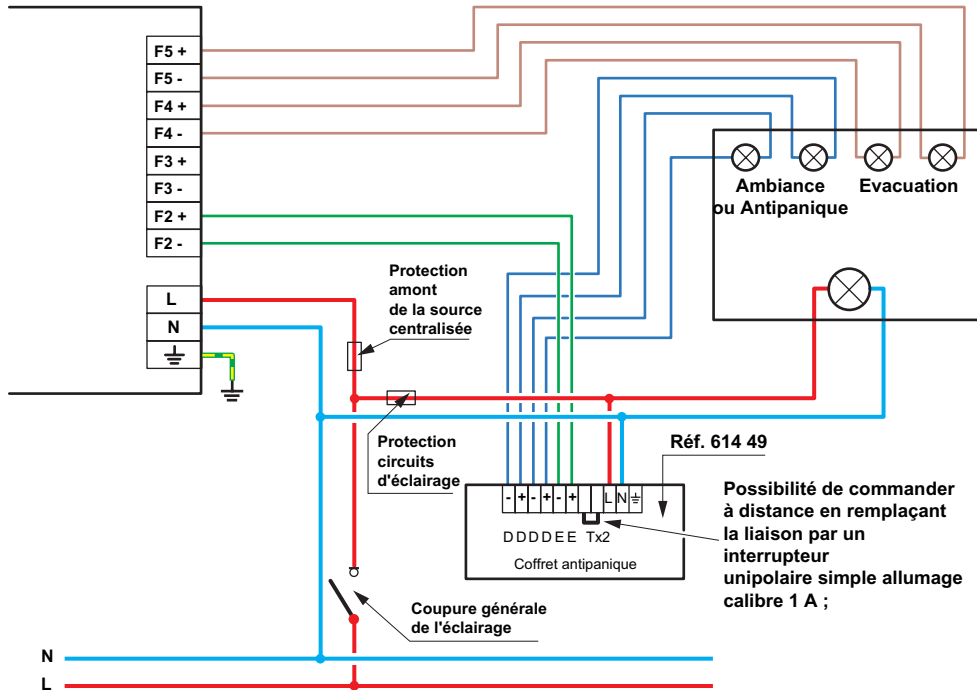 F5 +
F5 -
F4 +
F4 -
F3 +
F3 -
F2 +
F2 -
L
N
Ambiance
ou Antipanique
Evacuation
Protection
amont
de la source
centralisée
Protection
circuits
d'éclairage
Réf. 614 49
- + - + - + L N
D D D D E E Tx2
Coffret antipanique
Possibilité de commander
à distance en remplaçant
la liaison par un
interrupteur
unipolaire simple allumage
calibre 1 A ;
Coupure générale
de l'éclairage
N
L